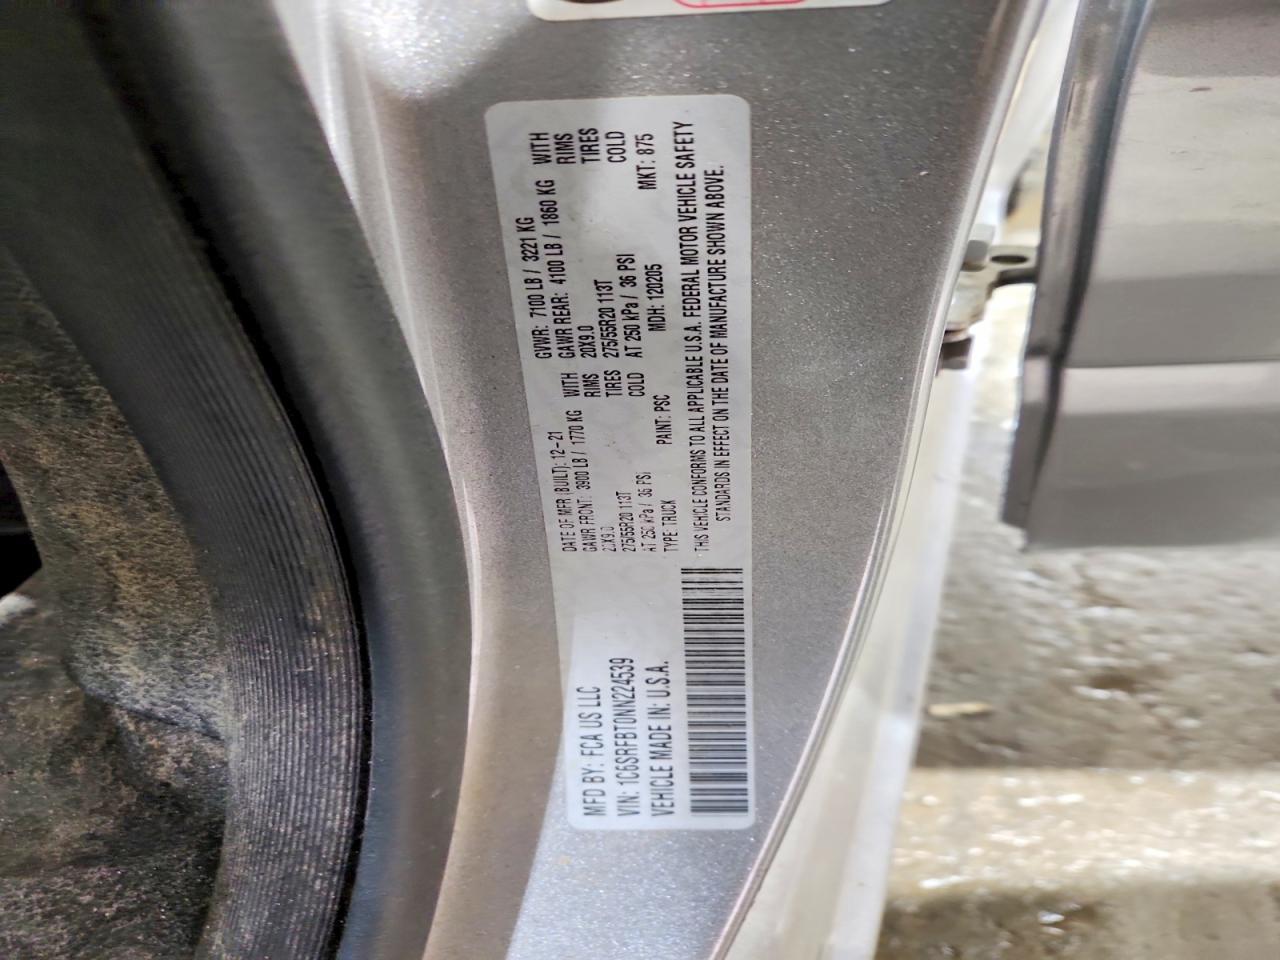 MFD BY: FCA US LLC
VIN: 1C6SRFBT0NN224539
VEHICLE MADE IN: U.S.A.
DATE OF MFR (BUILT): 12-21
GVWR: 7100 LB / 3221 KG
GAWR FRONT: 3900 LB / 1770 KG WITH
20X9.0 RIMS
275/55R20 113T TIRES
AT 250 kPa / 36 PSI COLD
GAWR REAR: 4100 LB / 1860 KG WITH
20X9.0 RIMS
275/55R20 113T TIRES
AT 250 kPa / 36 PSI COLD
TYPE: TRUCK PAINT: PSC MDH: 120205 MKT: 875
THIS VEHICLE CONFORMS TO ALL APPLICABLE U.S.A. FEDERAL MOTOR VEHICLE SAFETY
STANDARDS IN EFFECT ON THE DATE OF MANUFACTURE SHOWN ABOVE.